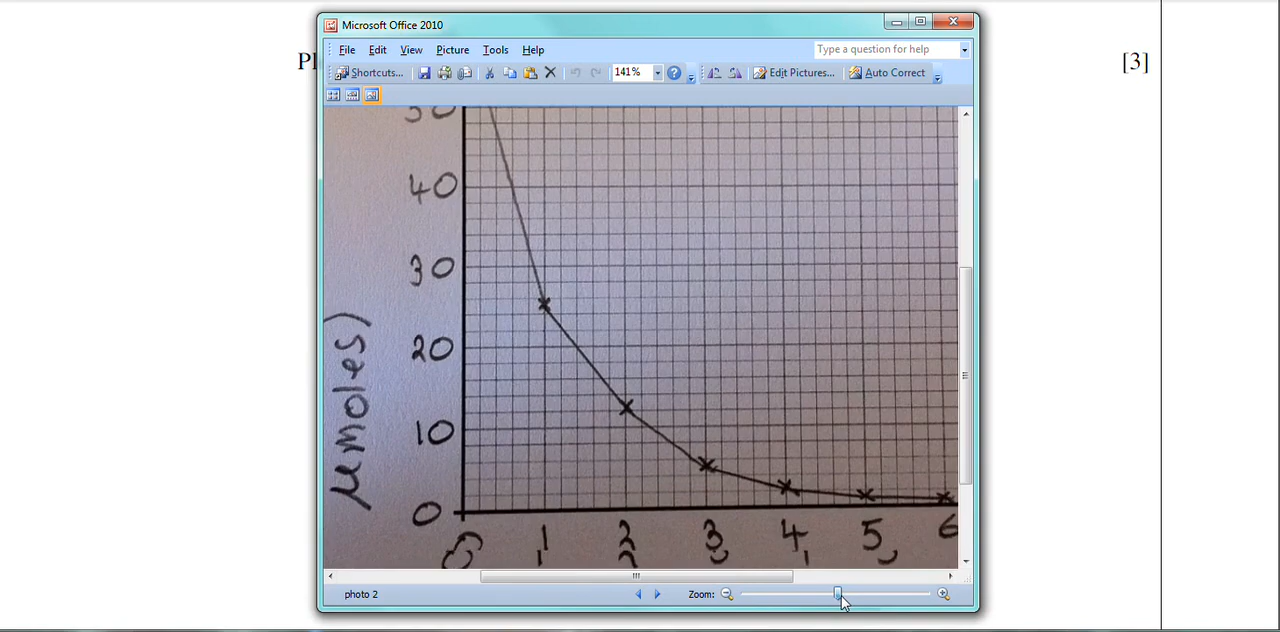 Pl
[3]
Microsoft Office 2010
File Edit View Picture Tools Help
Type a question for help
Shortcuts...
141%
Edit Pictures...
Auto Correct
50
40
30
20
10
0
μmoles)
0 1 2 3 4 5 6
photo 2
Zoom: